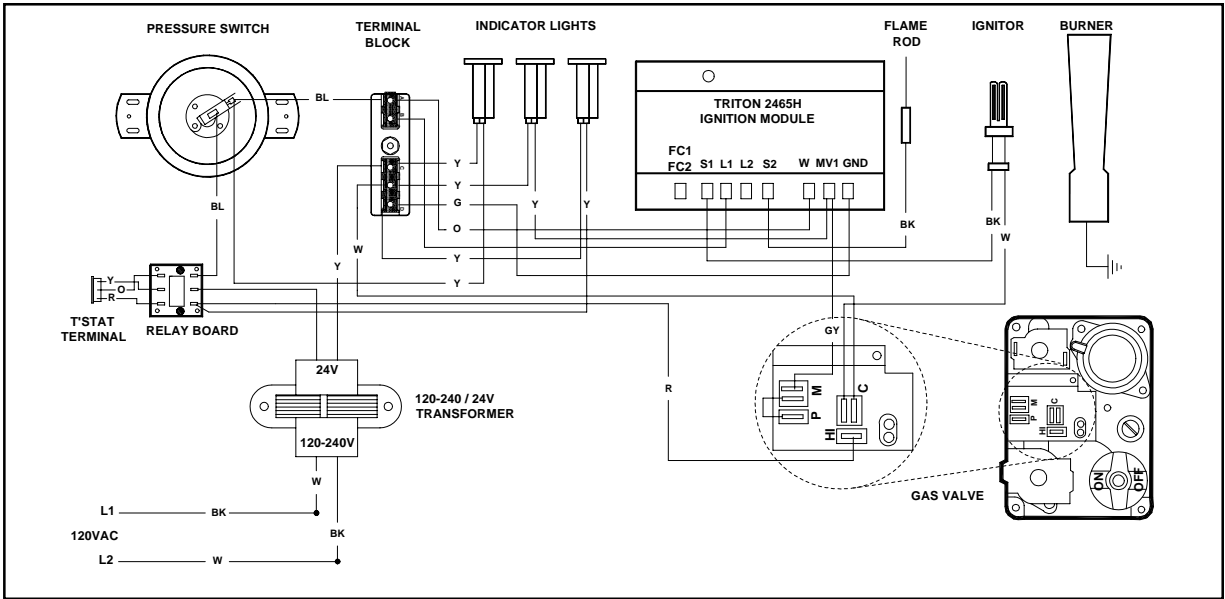 PRESSURE SWITCH
TERMINAL
BLOCK
INDICATOR LIGHTS
FLAME
ROD
IGNITOR
BURNER
TRITON 2465H
IGNITION MODULE
FC1
FC2 S1 L1 L2 S2 W MV1 GND
BL
Y
Y
G
O
Y
Y
Y
Y
BK
BK
W
BL
W
Y
Y
O
R
T'STAT
TERMINAL
RELAY BOARD
24V
120-240 / 24V
TRANSFORMER
120-240V
W
BK
L1 BK
120VAC
L2 W
R
GY
M
P
C
HI
GAS VALVE
M
P
C
HI
ON
OFF